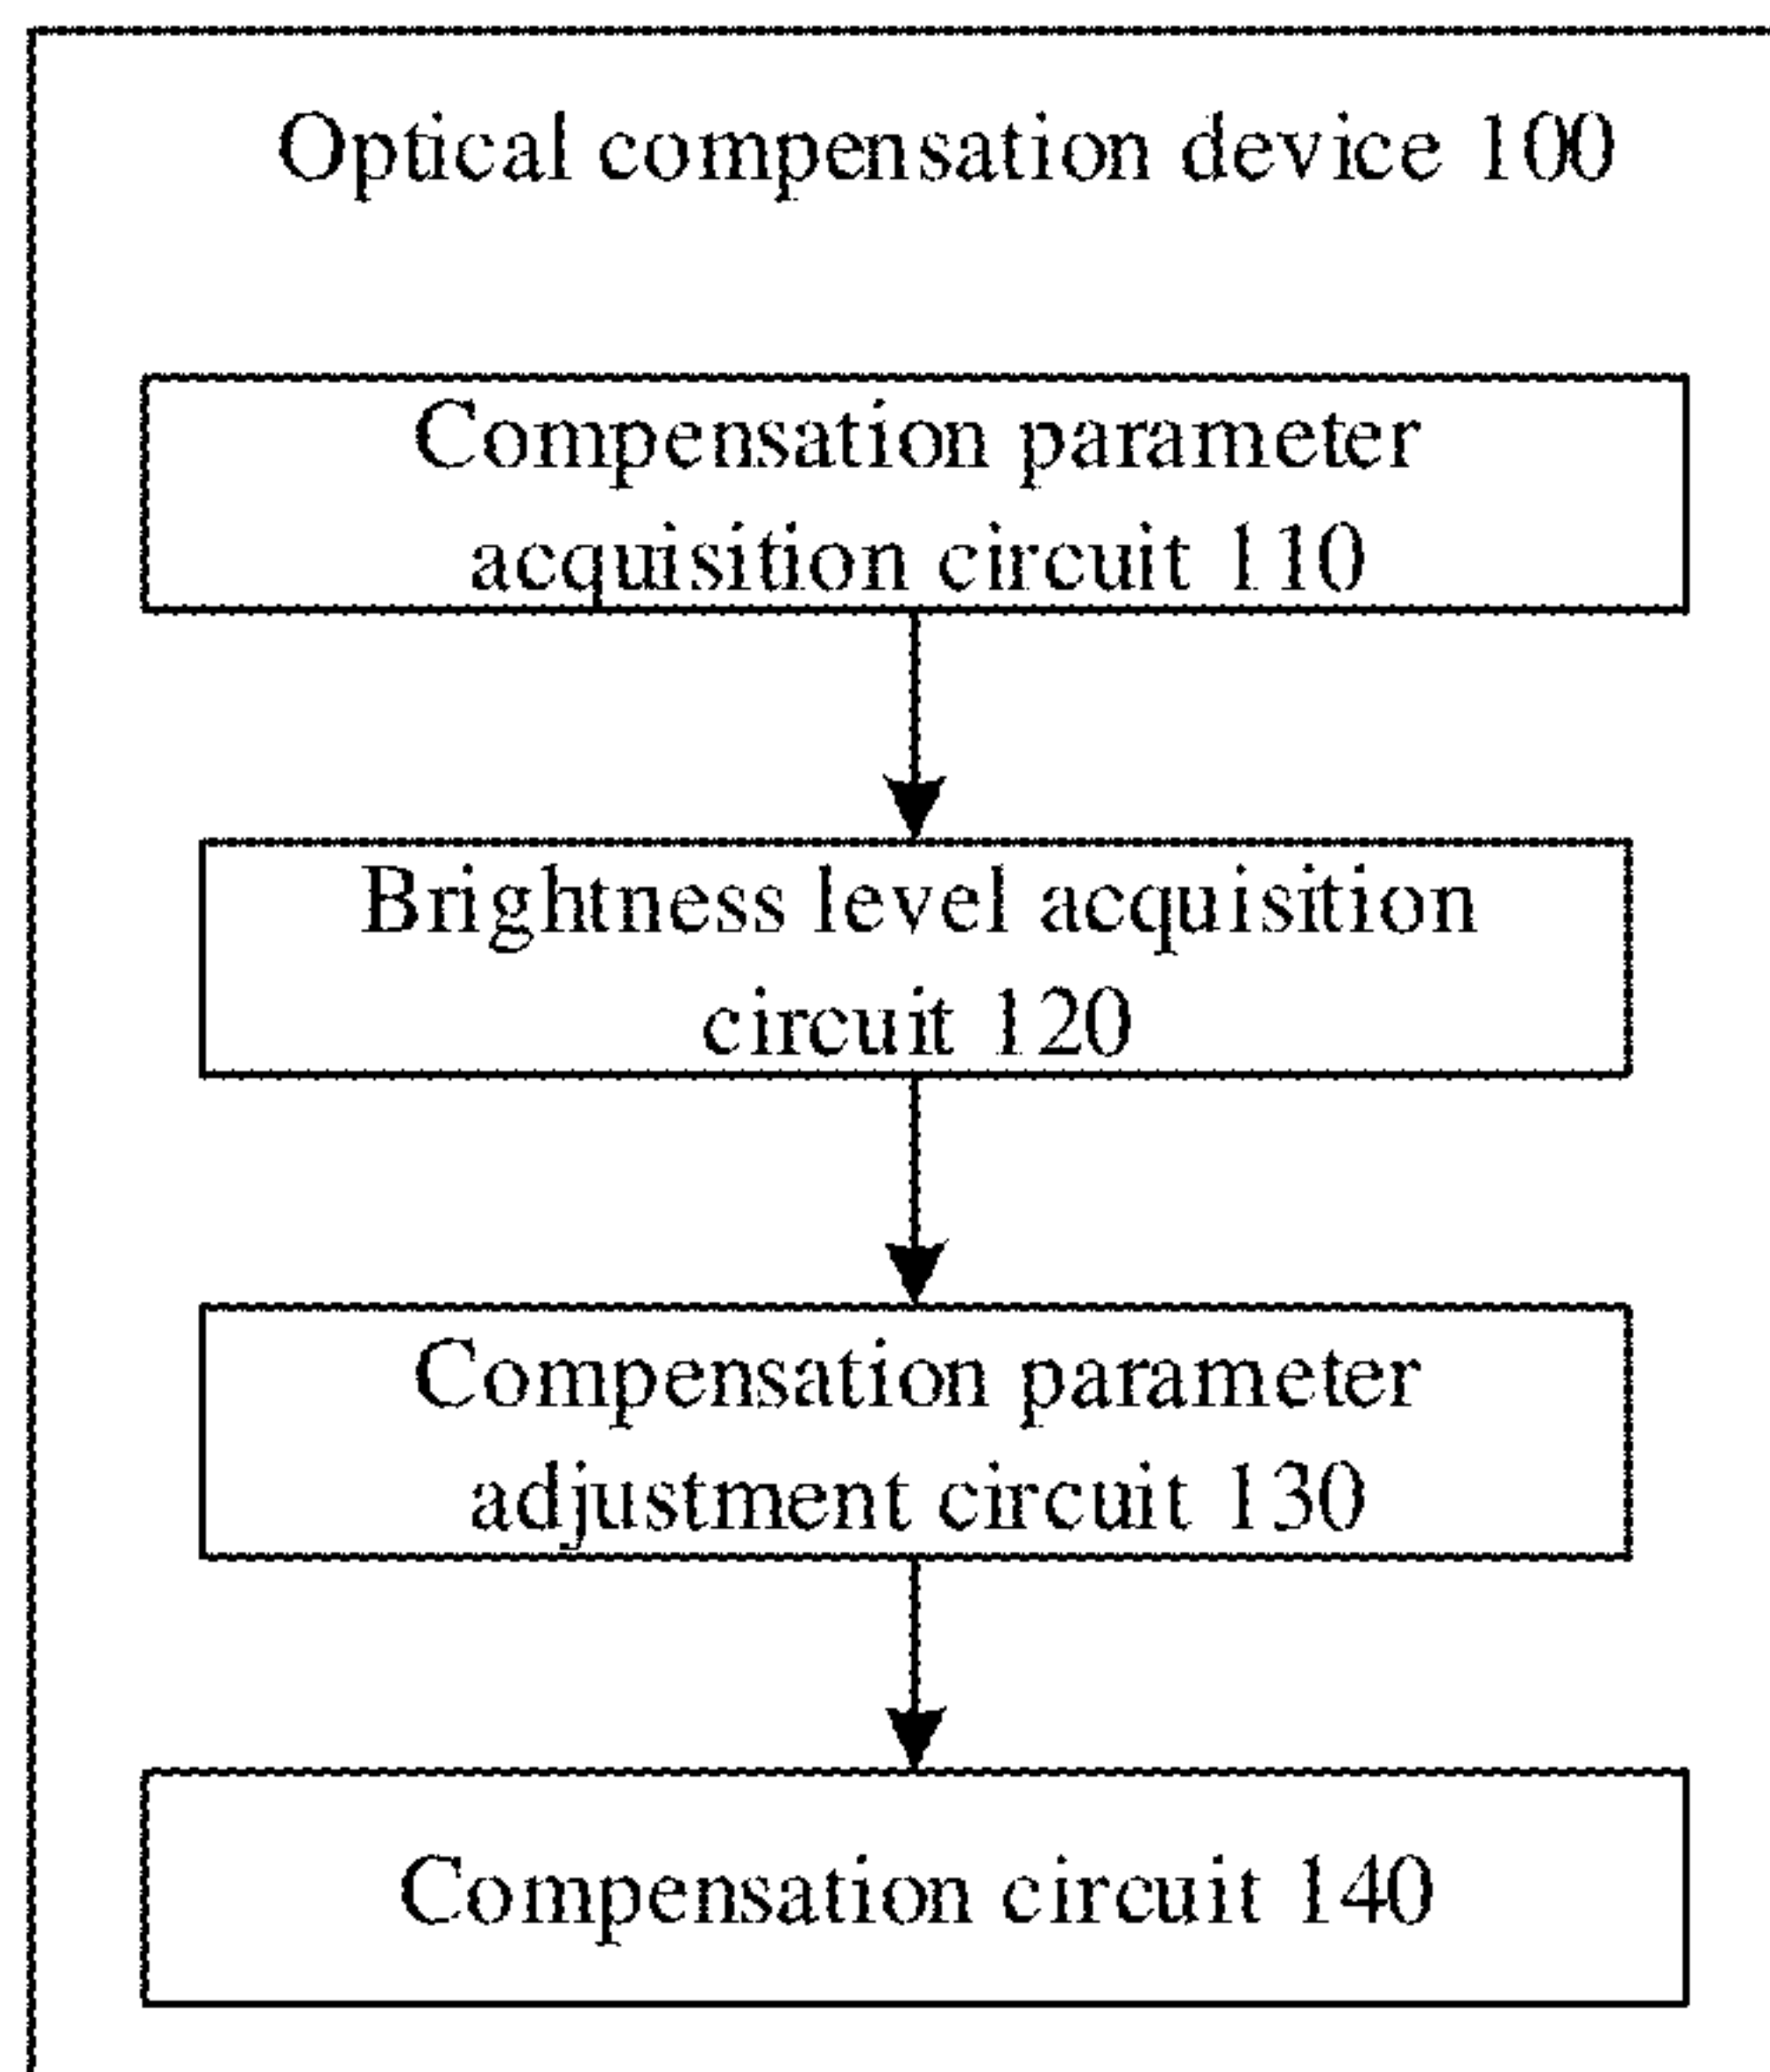 Optical compensation device 100
Compensation parameter
acquisition circuit 110
Brightness level acquisition
circuit 120
Compensation parameter
adjustment circuit 130
Compensation circuit 140